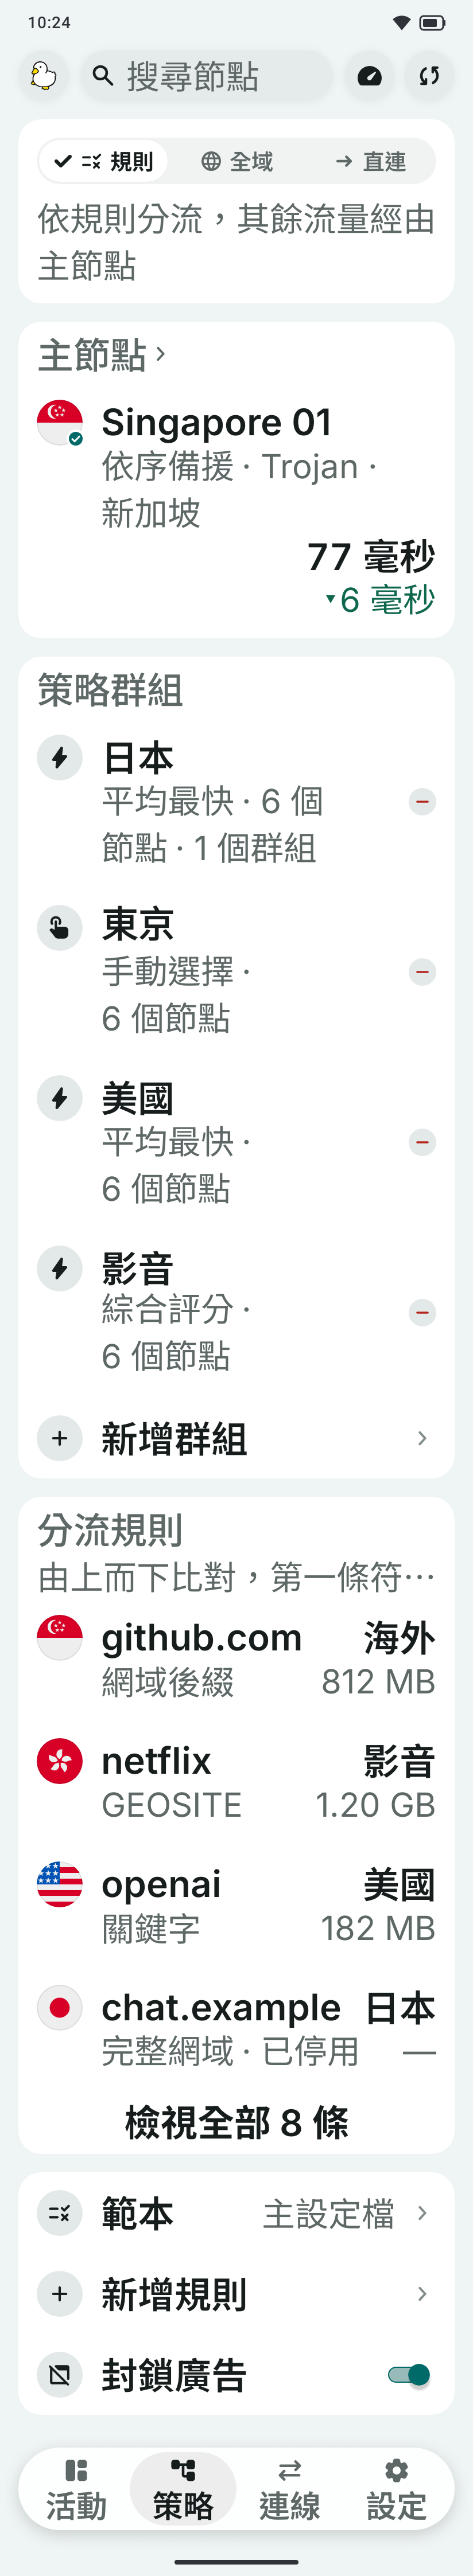 10:24
搜尋節點
規則
全域
直連
依規則分流，其餘流量經由
主節點
主節點
Singapore 01
依序備援 · Trojan ·
新加坡
77 毫秒
▾6 毫秒
策略群組
日本
平均最快 · 6 個
節點 · 1 個群組
東京
手動選擇 ·
6 個節點
美國
平均最快 ·
6 個節點
影音
綜合評分 ·
6 個節點
新增群組
分流規則
由上而下比對，第一條符…
github.com 海外
網域後綴 812 MB
netflix 影音
GEOSITE 1.20 GB
openai 美國
關鍵字 182 MB
chat.example 日本
完整網域 · 已停用 —
檢視全部 8 條
範本 主設定檔
新增規則
封鎖廣告
活動
策略
連線
設定